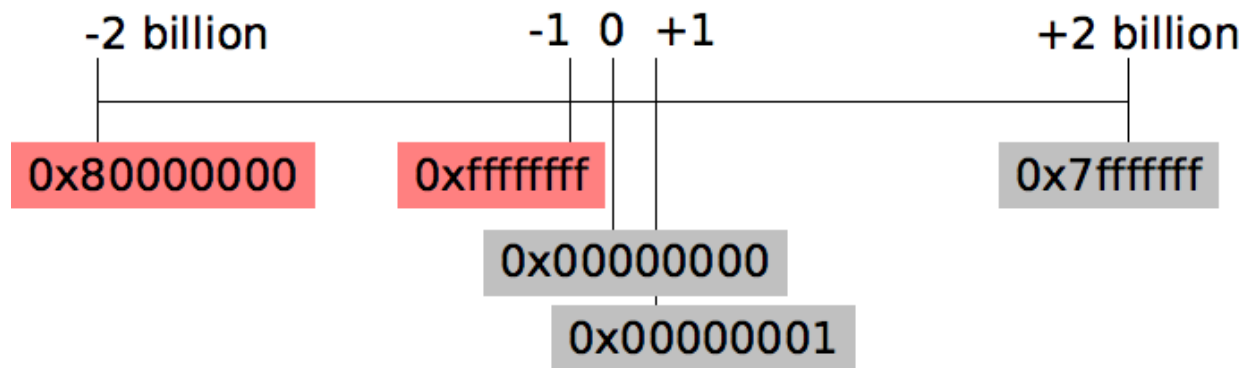 -2 billion -1 0 +1 +2 billion
0x80000000 0xffffffff 0x7fffffff
0x00000000
0x00000001